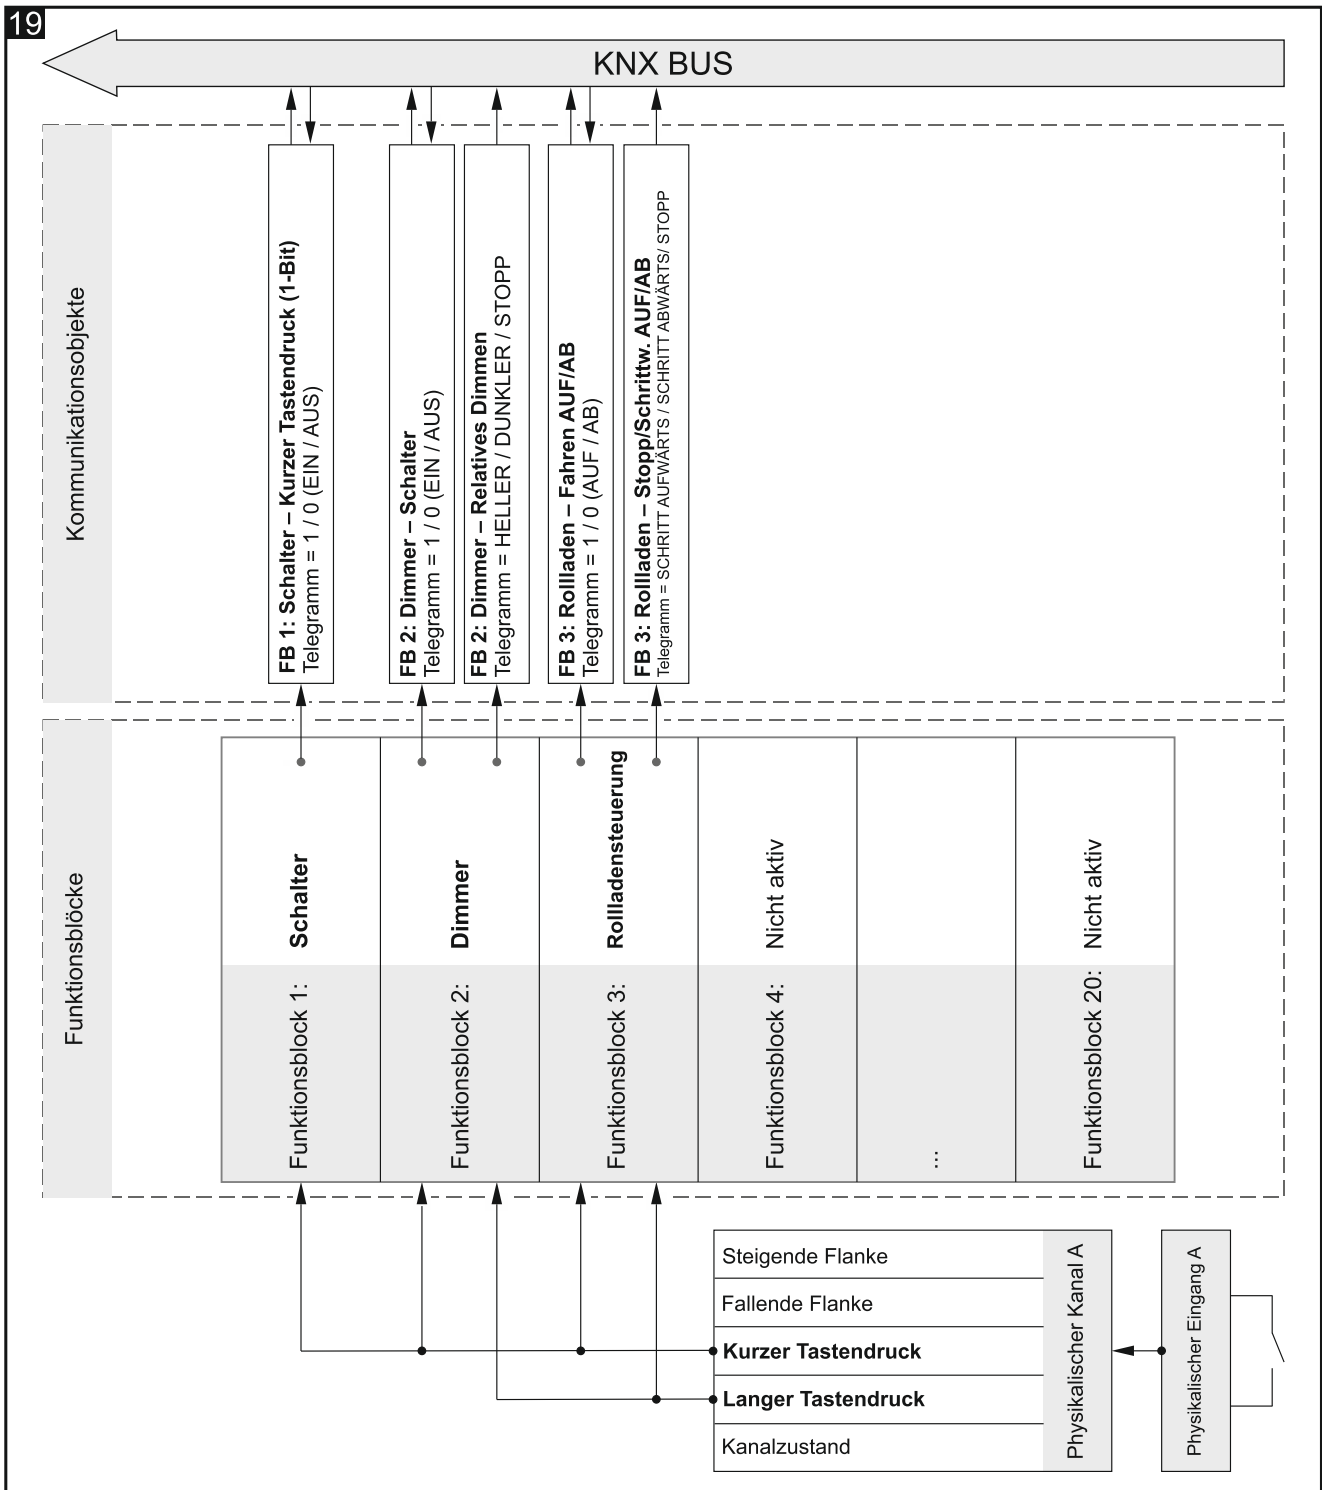 19
KNX BUS
Kommunikationsobjekte
FB 1: Schalter – Kurzer Tastendruck (1-Bit)
Telegramm = 1 / 0 (EIN / AUS)
FB 2: Dimmer – Schalter
Telegramm = 1 / 0 (EIN / AUS)
FB 2: Dimmer – Relatives Dimmen
Telegramm = HELLER / DUNKLER / STOPP
FB 3: Rollladen – Fahren AUF/AB
Telegramm = 1 / 0 (AUF / AB)
FB 3: Rollladen – Stopp/Schrittw. AUF/AB
Telegramm = SCHRITT AUFWÄRTS / SCHRITT ABWÄRTS/ STOPP
Funktionsblöcke
Funktionsblock 1: Schalter
Funktionsblock 2: Dimmer
Funktionsblock 3: Rollladensteuerung
Funktionsblock 4: Nicht aktiv
...
Funktionsblock 20: Nicht aktiv
Steigende Flanke
Fallende Flanke
Kurzer Tastendruck
Langer Tastendruck
Kanalzustand
Physikalischer Kanal A
Physikalischer Eingang A